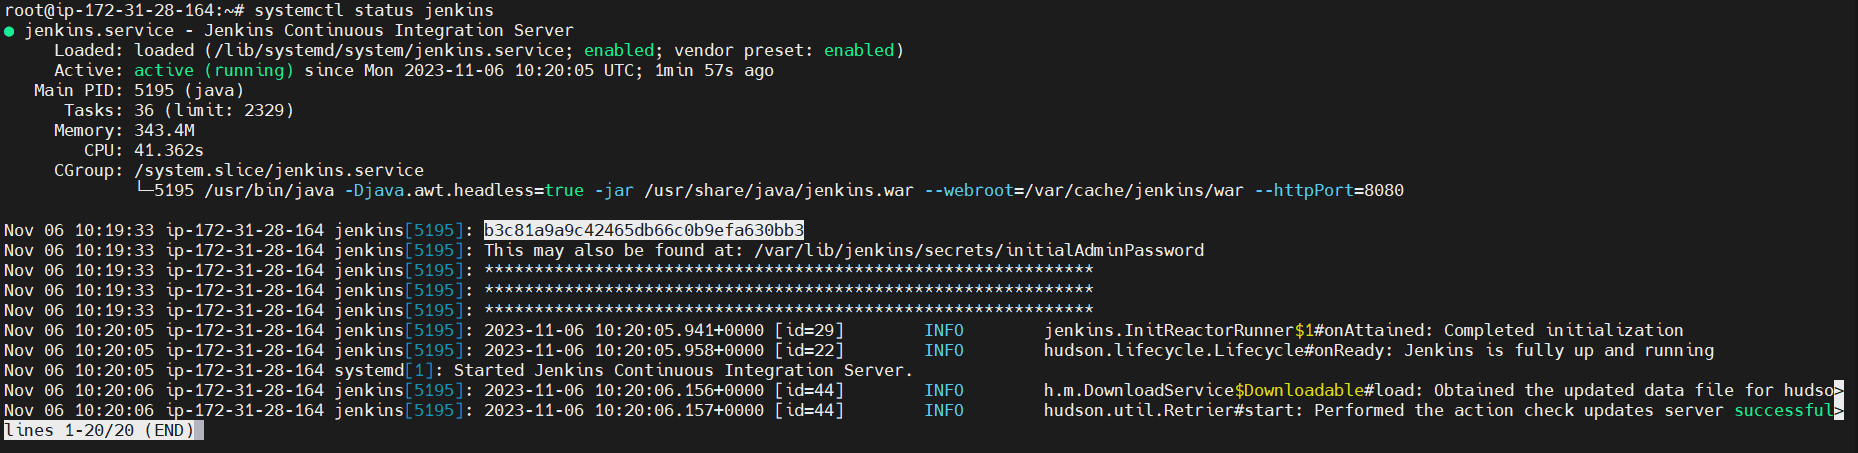 root@ip-172-31-28-164:~# systemctl status jenkins
● jenkins.service - Jenkins Continuous Integration Server
     Loaded: loaded (/lib/systemd/system/jenkins.service; enabled; vendor preset: enabled)
     Active: active (running) since Mon 2023-11-06 10:20:05 UTC; 1min 57s ago
   Main PID: 5195 (java)
      Tasks: 36 (limit: 2329)
     Memory: 343.4M
        CPU: 41.362s
     CGroup: /system.slice/jenkins.service
             └─5195 /usr/bin/java -Djava.awt.headless=true -jar /usr/share/java/jenkins.war --webroot=/var/cache/jenkins/war --httpPort=8080
Nov 06 10:19:33 ip-172-31-28-164 jenkins[5195]: b3c81a9a9c42465db66c0b9efa630bb3
Nov 06 10:19:33 ip-172-31-28-164 jenkins[5195]: This may also be found at: /var/lib/jenkins/secrets/initialAdminPassword
Nov 06 10:19:33 ip-172-31-28-164 jenkins[5195]: *************************************************************
Nov 06 10:19:33 ip-172-31-28-164 jenkins[5195]: *************************************************************
Nov 06 10:19:33 ip-172-31-28-164 jenkins[5195]: *************************************************************
Nov 06 10:20:05 ip-172-31-28-164 jenkins[5195]: 2023-11-06 10:20:05.941+0000 [id=29]        INFO        jenkins.InitReactorRunner$1#onAttained: Completed initialization
Nov 06 10:20:05 ip-172-31-28-164 jenkins[5195]: 2023-11-06 10:20:05.958+0000 [id=22]        INFO        hudson.lifecycle.Lifecycle#onReady: Jenkins is fully up and running
Nov 06 10:20:05 ip-172-31-28-164 systemd[1]: Started Jenkins Continuous Integration Server.
Nov 06 10:20:06 ip-172-31-28-164 jenkins[5195]: 2023-11-06 10:20:06.156+0000 [id=44]        INFO        h.m.DownloadService$Downloadable#load: Obtained the updated data file for hudso>
Nov 06 10:20:06 ip-172-31-28-164 jenkins[5195]: 2023-11-06 10:20:06.157+0000 [id=44]        INFO        hudson.util.Retrier#start: Performed the action check updates server successful>
lines 1-20/20 (END)